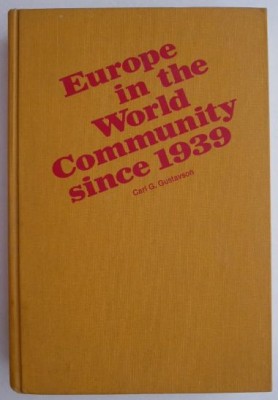 Europe
in the
World
Community
since 1939
Carl G. Gustavson